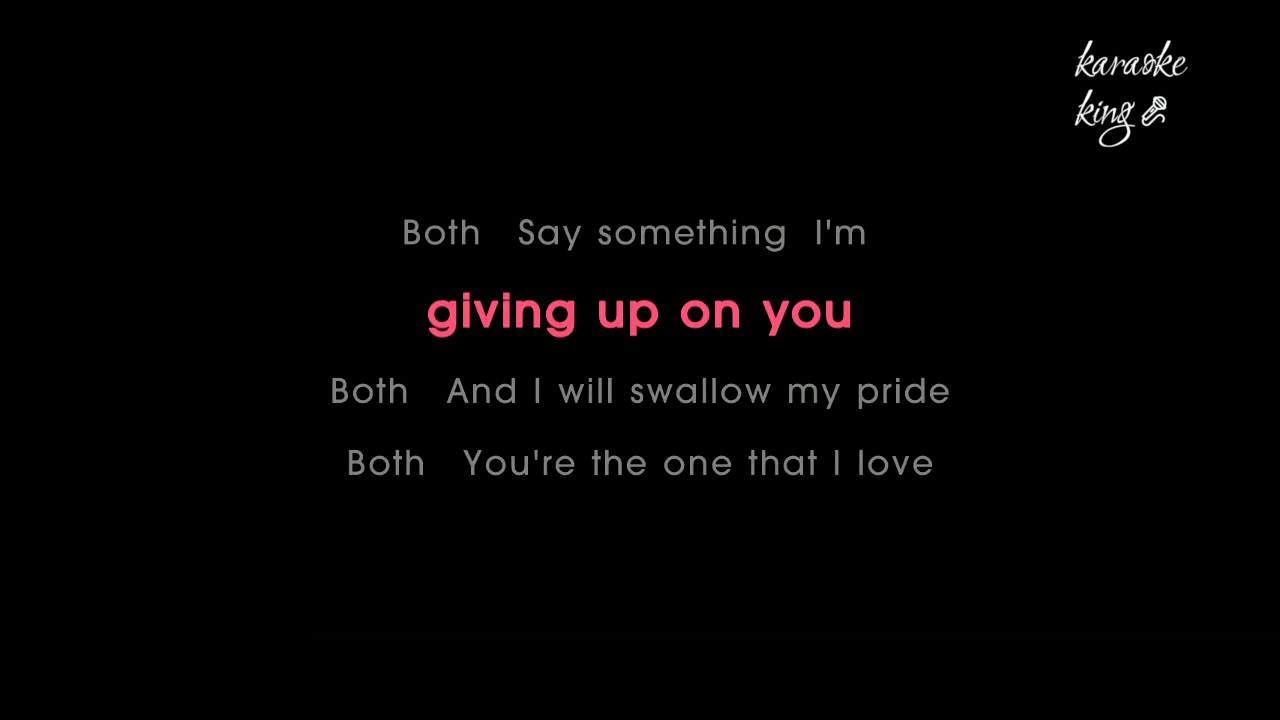 karaoke
king
Both Say something I'm
giving up on you
Both And I will swallow my pride
Both You're the one that I love